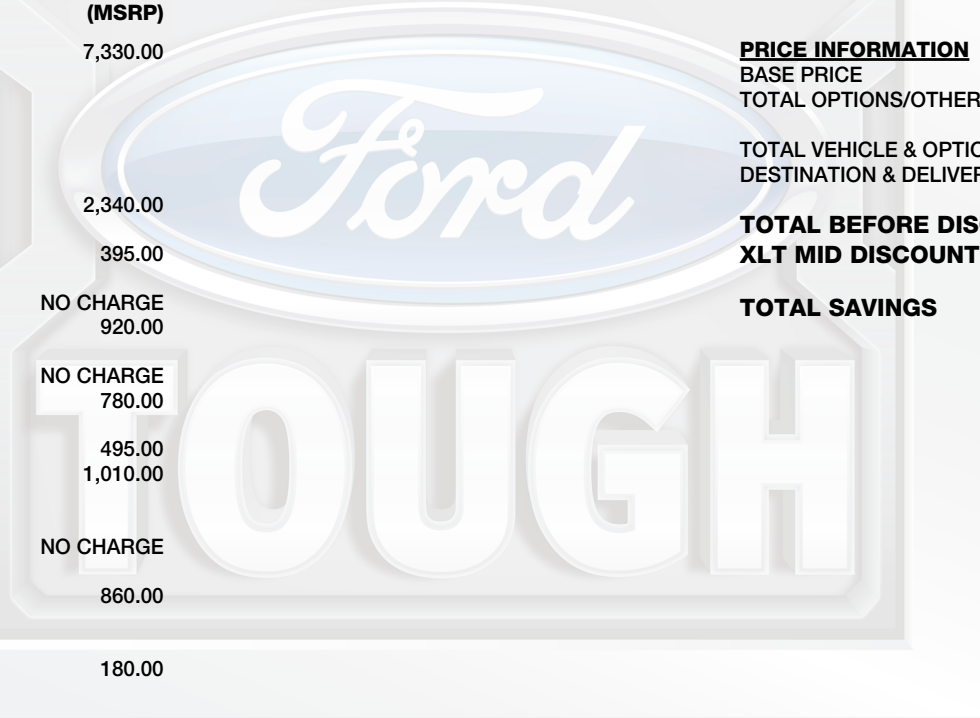 (MSRP)
7,330.00
2,340.00
395.00
NO CHARGE
920.00
NO CHARGE
780.00
495.00
1,010.00
NO CHARGE
860.00
180.00
Ford
TOUGH
PRICE INFORMATION
BASE PRICE
TOTAL OPTIONS/OTHER
TOTAL VEHICLE & OPTIO
DESTINATION & DELIVER
TOTAL BEFORE DISC
XLT MID DISCOUNT
TOTAL SAVINGS